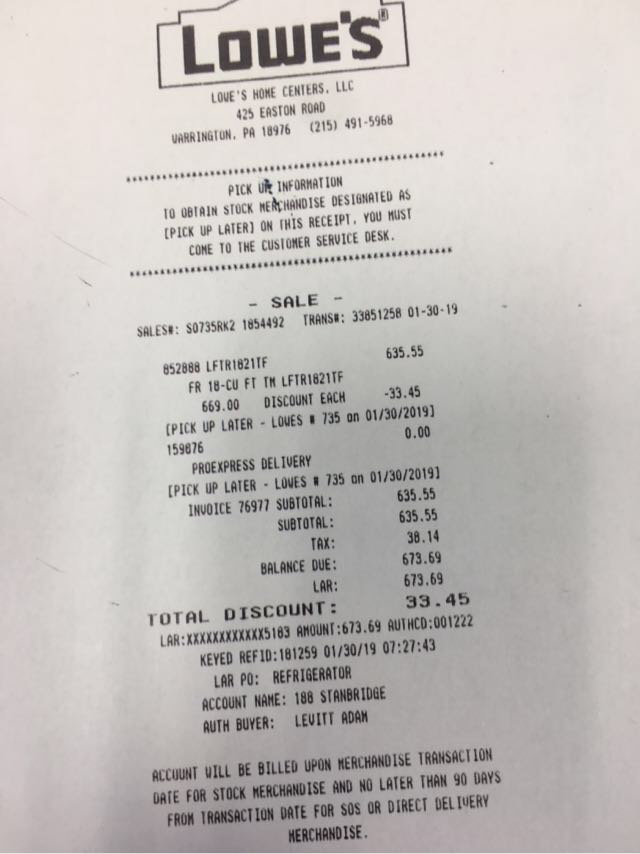 LOWE'S®
LOWE'S HOME CENTERS, LLC
425 EASTON ROAD
WARRINGTON, PA 18976 (215) 491-5968
PICK UP INFORMATION
TO OBTAIN STOCK MERCHANDISE DESIGNATED AS
[PICK UP LATER] ON THIS RECEIPT, YOU MUST
COME TO THE CUSTOMER SERVICE DESK.
- SALE -
SALES#: S0735RK2 1854492 TRANS#: 33851258 01-30-19
852888 LFTR1821TF 635.55
FR 18-CU FT TM LFTR1821TF
669.00 DISCOUNT EACH -33.45
[PICK UP LATER - LOWES # 735 on 01/30/2019]
159876 0.00
PROEXPRESS DELIVERY
[PICK UP LATER - LOWES # 735 on 01/30/2019]
INVOICE 76977 SUBTOTAL: 635.55
SUBTOTAL: 635.55
TAX: 38.14
BALANCE DUE: 673.69
LAR: 673.69
TOTAL DISCOUNT: 33.45
LAR:XXXXXXXXXXXX5183 AMOUNT:673.69 AUTHCD:001222
KEYED REFID:181259 01/30/19 07:27:43
LAR PO: REFRIGERATOR
ACCOUNT NAME: 188 STANBRIDGE
AUTH BUYER: LEVITT ADAM
ACCOUNT WILL BE BILLED UPON MERCHANDISE TRANSACTION
DATE FOR STOCK MERCHANDISE AND NO LATER THAN 90 DAYS
FROM TRANSACTION DATE FOR SOS OR DIRECT DELIVERY
MERCHANDISE.